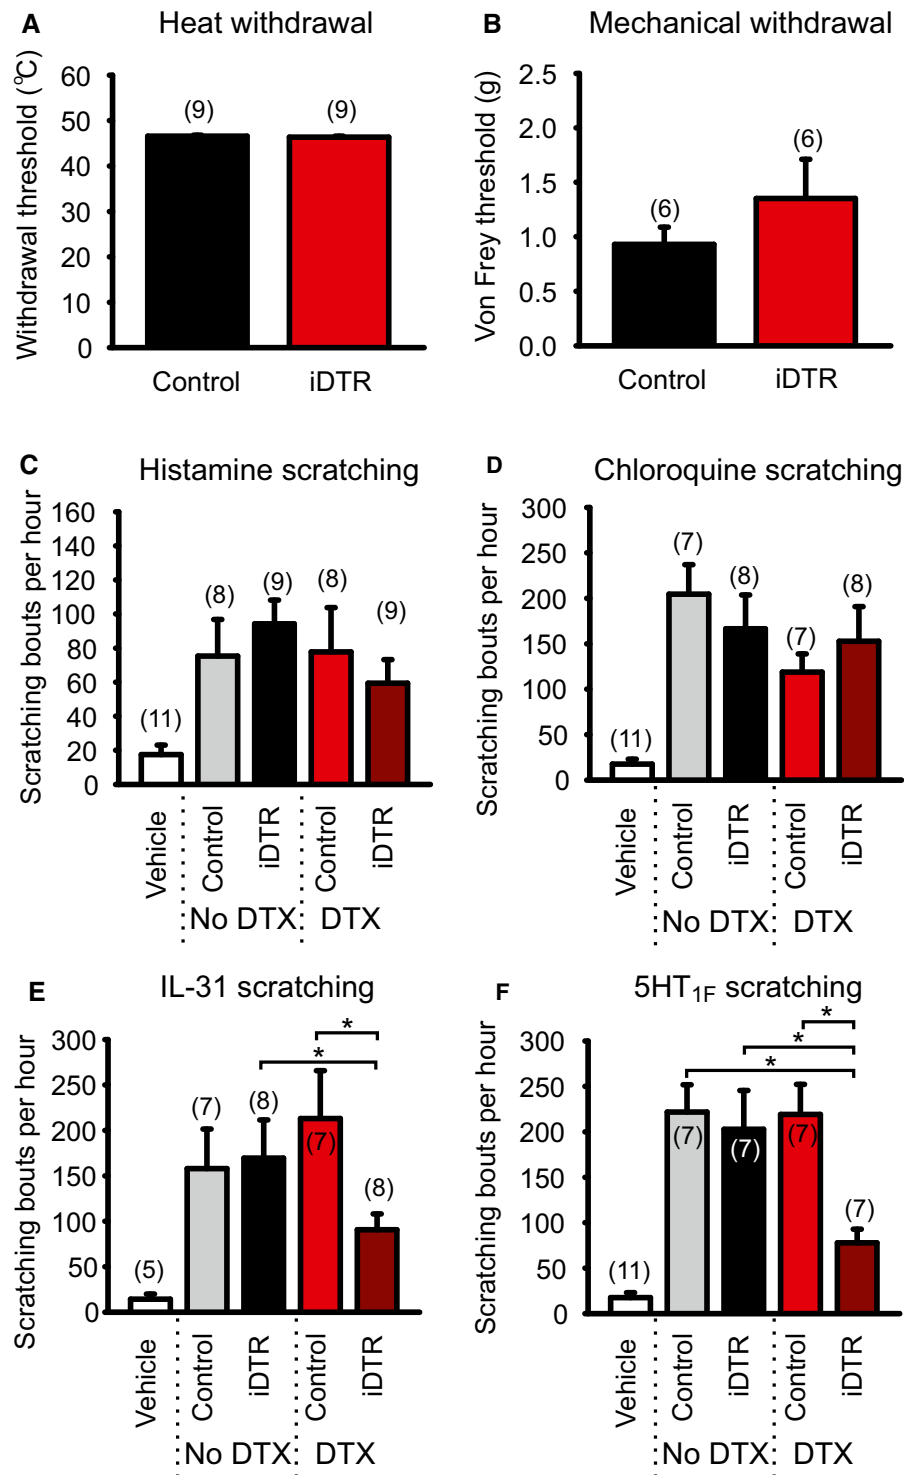 A Heat withdrawal
Withdrawal threshold (°C)
60
50
40
30
20
10
0
(9) (9)
Control iDTR
B Mechanical withdrawal
Von Frey threshold (g)
2.5
2.0
1.5
1.0
0.5
0.0
(6) (6)
Control iDTR
C Histamine scratching
Scratching bouts per hour
160
140
120
100
80
60
40
20
0
(11) (8) (9) (8) (9)
Vehicle Control iDTR Control iDTR
No DTX DTX
D Chloroquine scratching
Scratching bouts per hour
300
250
200
150
100
50
0
(11) (7) (8) (7) (8)
Vehicle Control iDTR Control iDTR
No DTX DTX
E IL-31 scratching
Scratching bouts per hour
300
250
200
150
100
50
0
*
*
(5) (7) (8) (7) (8)
Vehicle Control iDTR Control iDTR
No DTX DTX
F 5HT1F scratching
Scratching bouts per hour
300
250
200
150
100
50
0
*
*
*
(11) (7) (7) (7) (7)
Vehicle Control iDTR Control iDTR
No DTX DTX